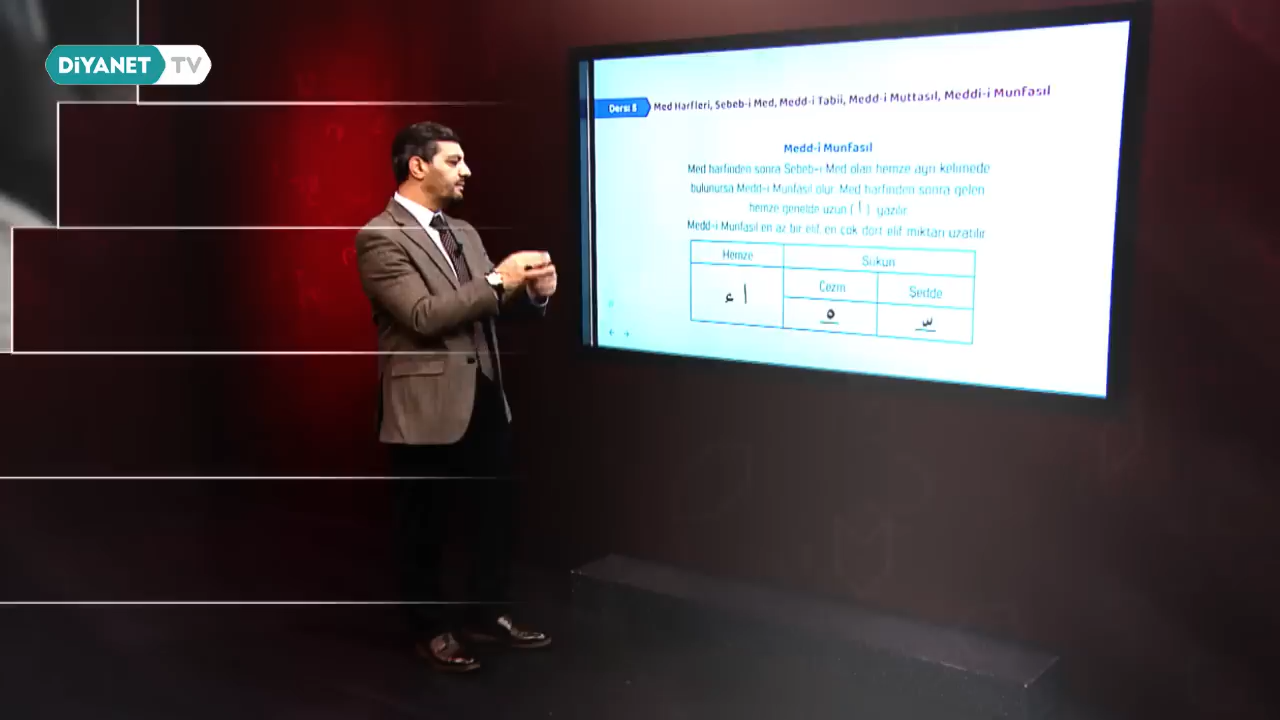 DİYANET TV
Ders: 8 Med Harfleri, Sebeb-i Med, Medd-i Tabii, Medd-i Muttasıl, Meddi-i Munfasıl
Medd-i Munfasıl
Med harfinden sonra Sebeb-i Med olan hemze ayrı kelimede
bulunursa Medd-i Munfasıl olur. Med harfinden sonra gelen
hemze genelde uzun ( أ ) yazılır.
Medd-i Munfasıl en az bir elif, en çok dört elif miktarı uzatılır.
Hemze Sukun
Cezm Şedde
ا ء